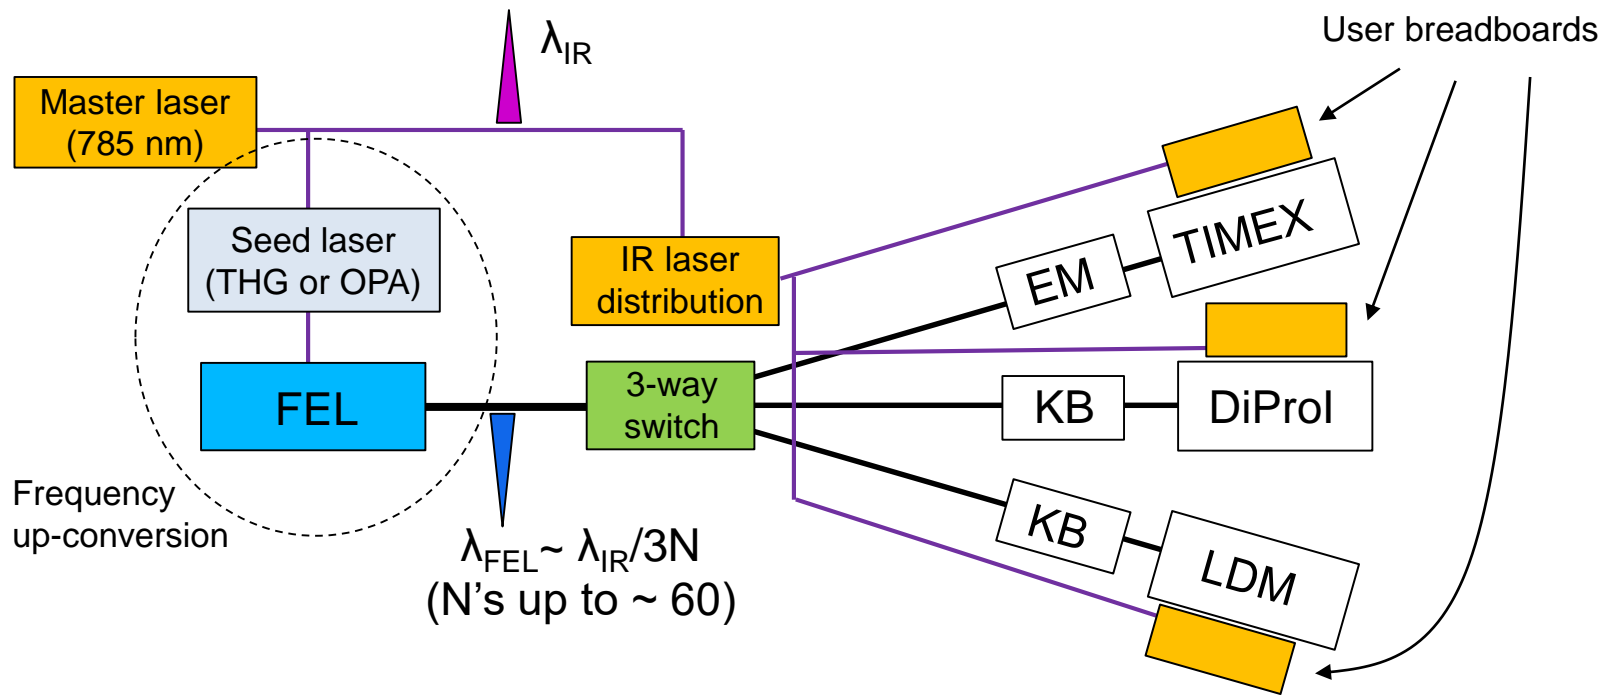 User breadboards
λIR
Master laser
(785 nm)
Seed laser
(THG or OPA)
IR laser
distribution
TIMEX
EM
FEL
3-way
switch
KB
DiProI
Frequency
up-conversion
λFEL~ λIR/3N
(N's up to ~ 60)
KB
LDM